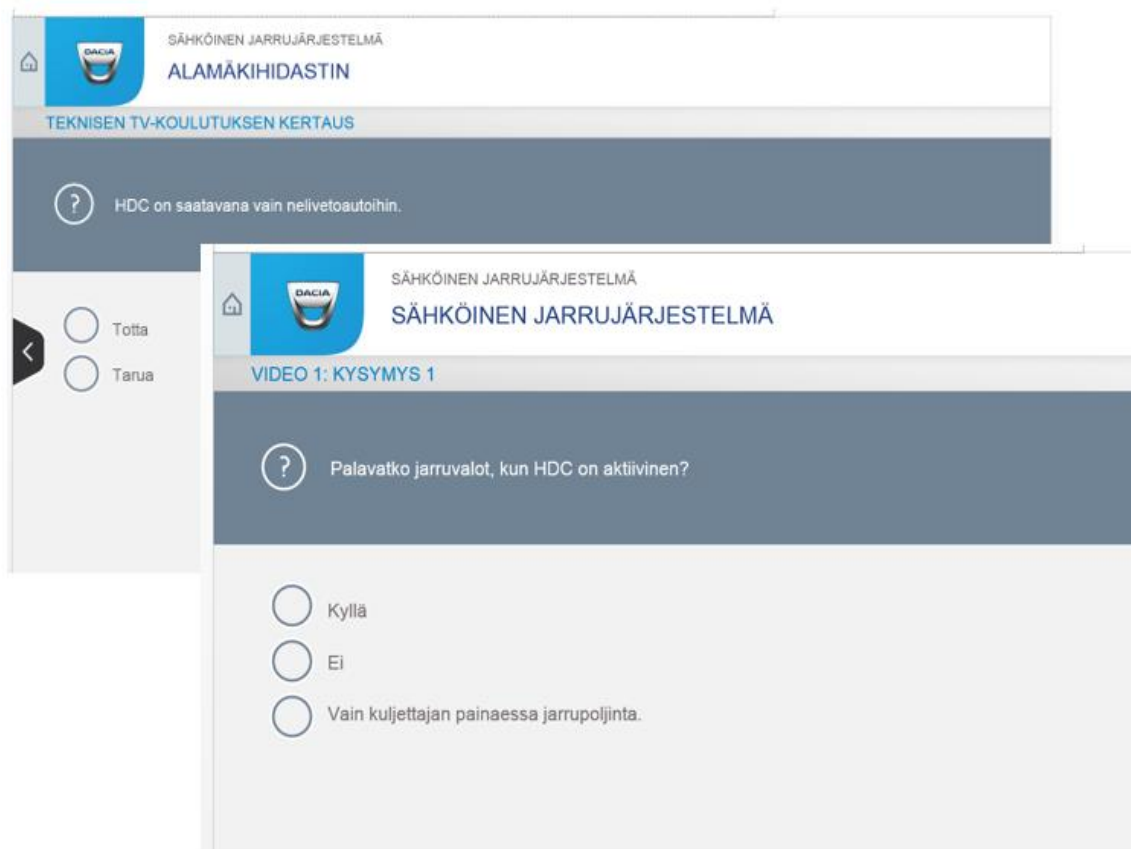 DACIA
SÄHKÖINEN JARRUJÄRJESTELMÄ
ALAMÄKIHIDASTIN
TEKNISEN TV-KOULUTUKSEN KERTAUS
?
HDC on saatavana vain nelivetoautoihin.
Totta
Tarua
DACIA
SÄHKÖINEN JARRUJÄRJESTELMÄ
SÄHKÖINEN JARRUJÄRJESTELMÄ
VIDEO 1: KYSYMYS 1
?
Palavatko jarruvalot, kun HDC on aktiivinen?
Kyllä
Ei
Vain kuljettajan painaessa jarrupoljinta.